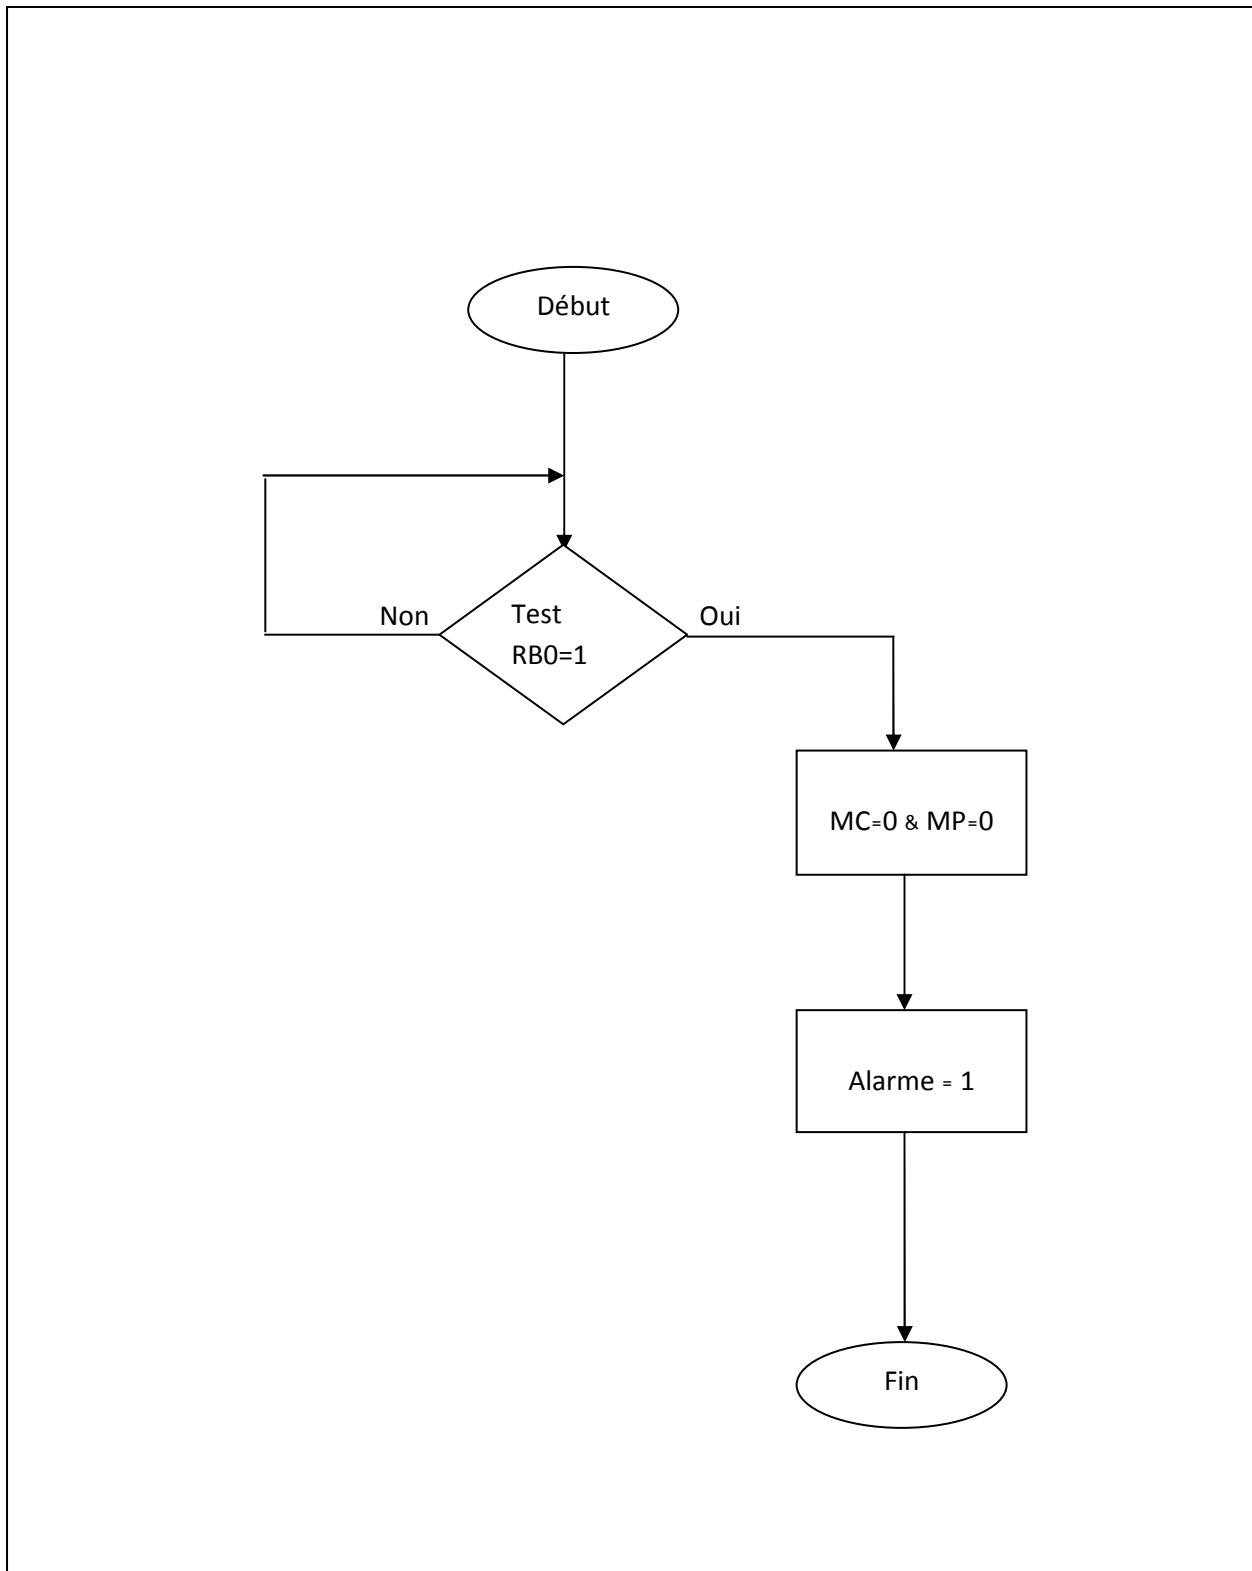 Début
Non
Test
RB0=1
Oui
MC=0 & MP=0
Alarme = 1
Fin